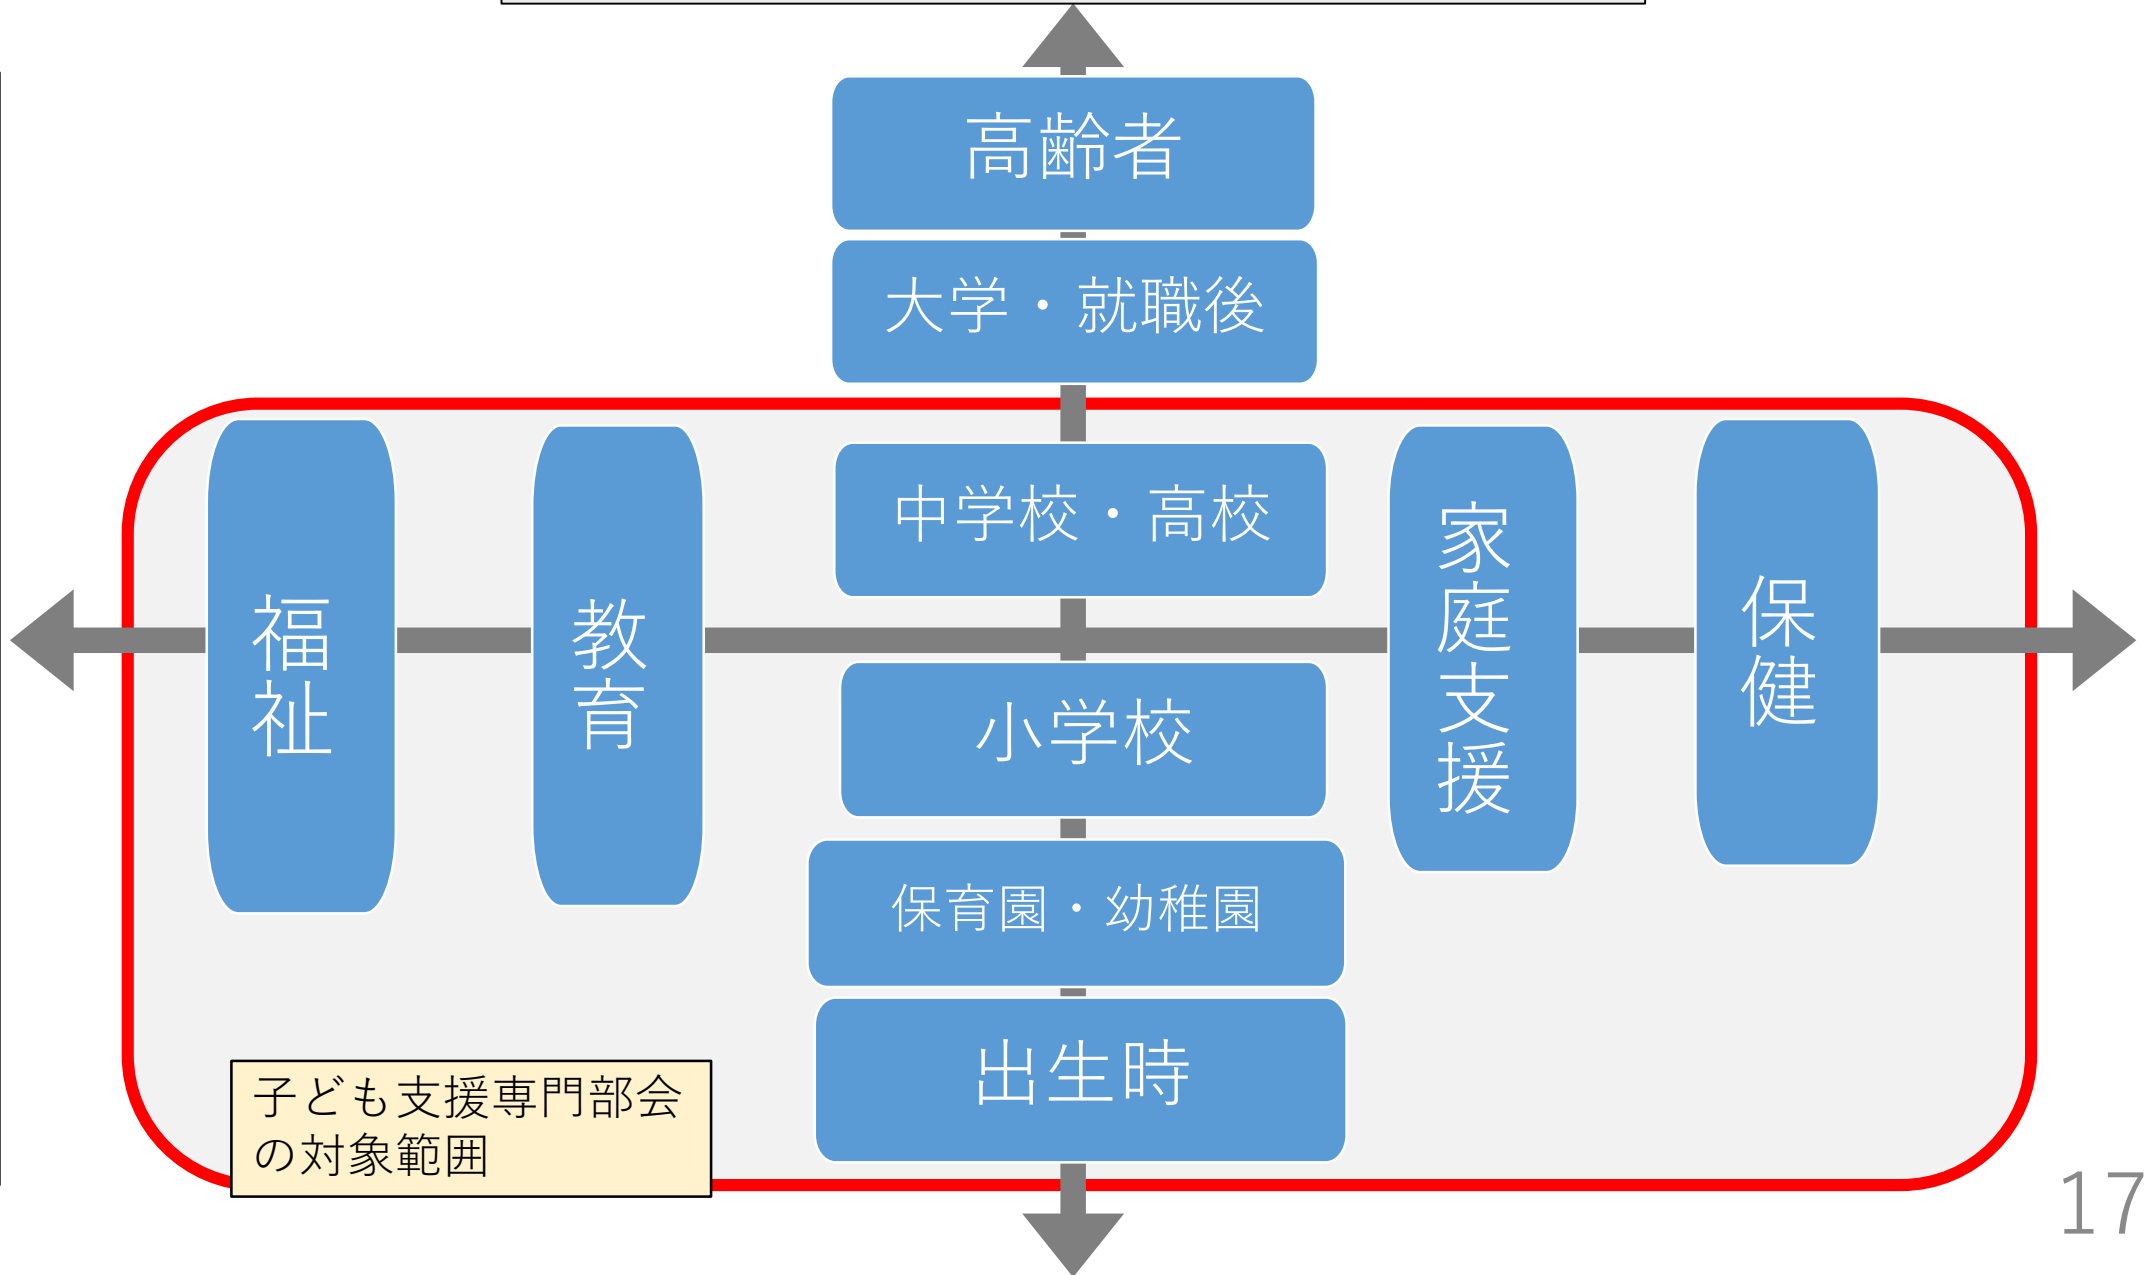 高齢者
大学・就職後
中学校・高校
福祉
教育
家庭支援
保健
小学校
保育園・幼稚園
出生時
子ども支援専門部会
の対象範囲
17